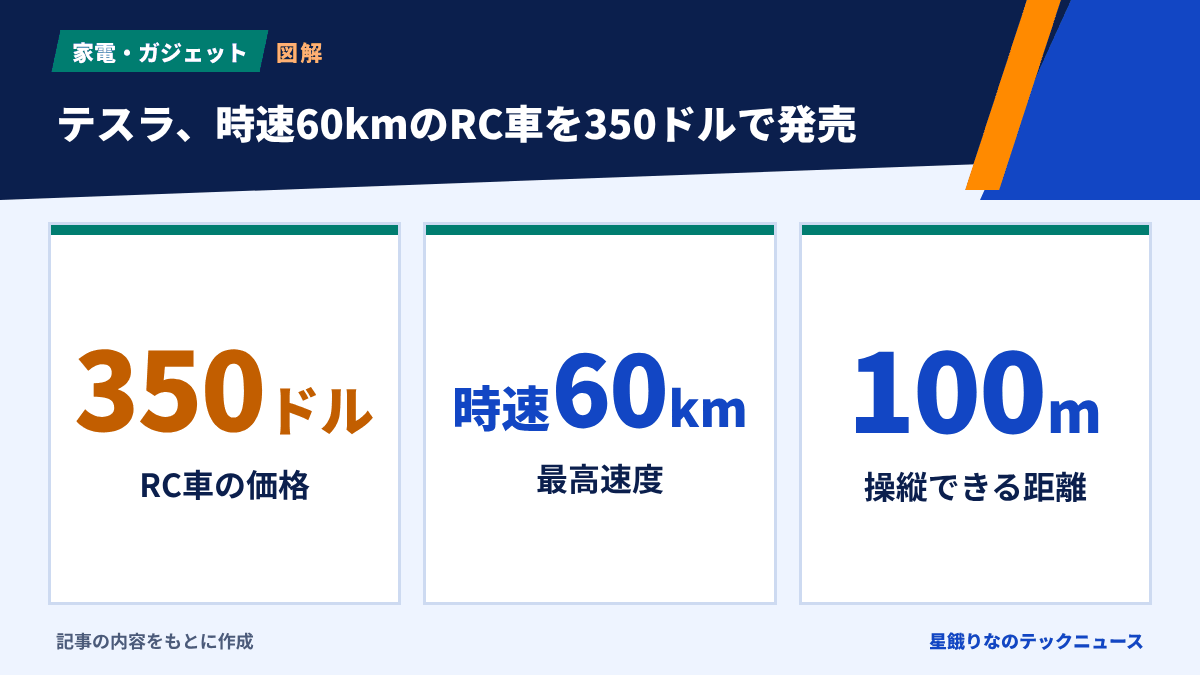 家電・ガジェット 図解
テスラ、時速60kmのRC車を350ドルで発売
350ドル
RC車の価格
時速60km
最高速度
100m
操縦できる距離
記事の内容をもとに作成
星餓りなのテックニュース